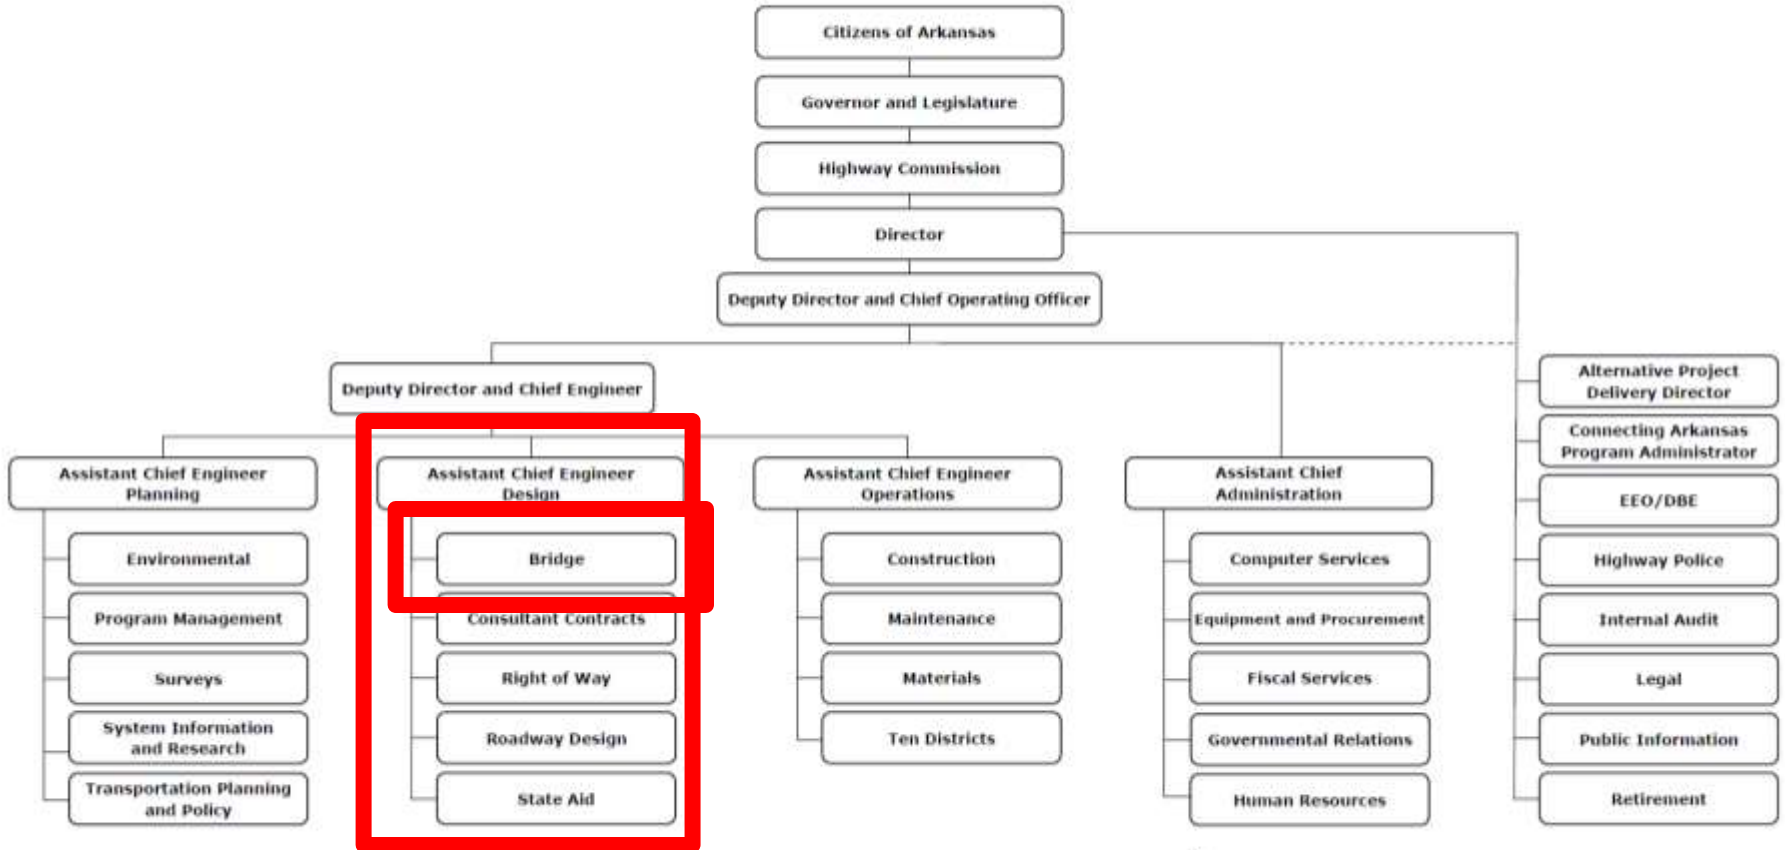 Citizens of Arkansas
Governor and Legislature
Highway Commission
Director
Deputy Director and Chief Operating Officer
Deputy Director and Chief Engineer
Assistant Chief Engineer
Planning
Environmental
Program Management
Surveys
System Information
and Research
Transportation Planning
and Policy
Assistant Chief Engineer
Design
Bridge
Consultant Contracts
Right of Way
Roadway Design
State Aid
Assistant Chief Engineer
Operations
Construction
Maintenance
Materials
Ten Districts
Assistant Chief
Administration
Computer Services
Equipment and Procurement
Fiscal Services
Governmental Relations
Human Resources
Alternative Project
Delivery Director
Connecting Arkansas
Program Administrator
EEO/DBE
Highway Police
Internal Audit
Legal
Public Information
Retirement